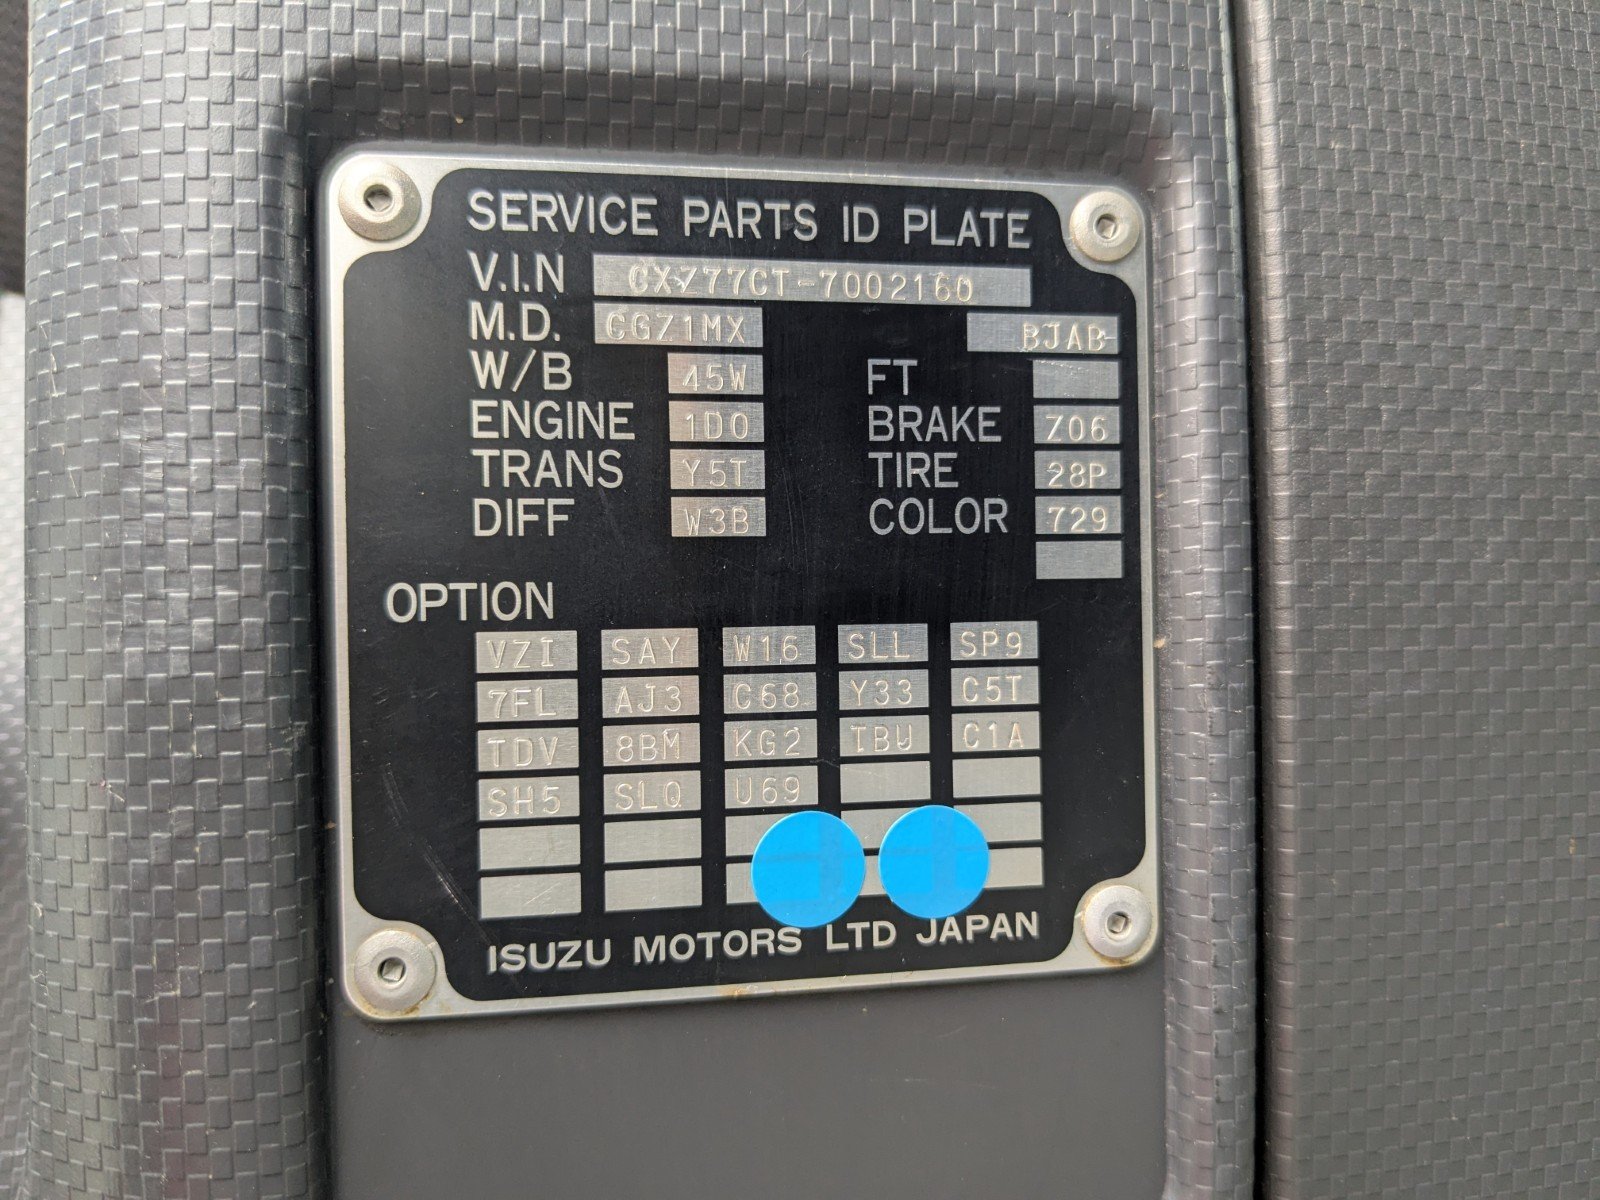 SERVICE PARTS ID PLATE
V.I.N CXZ77CT-7002160
M.D. CGZ1MX BJAB
W/B 45W FT
ENGINE 1D0 BRAKE Z06
TRANS Y5T TIRE 28P
DIFF W3B COLOR 729
OPTION
VZI SAY W16 SLL SP9
7FL AJ3 C68 Y33 C5T
TDV 8BM KG2 TBU C1A
SH5 SLQ U69
ISUZU MOTORS LTD JAPAN